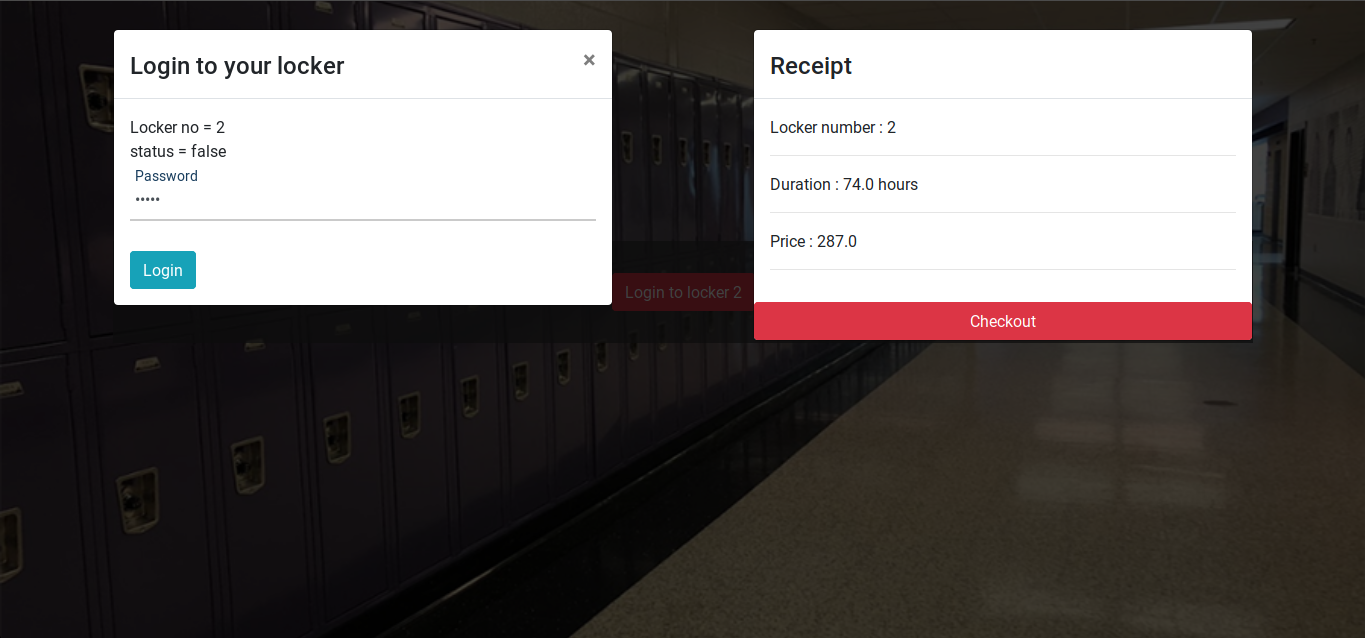 Login to your locker
×
Locker no = 2
status = false
Password
•••••
Login
Login to locker 2
Receipt
Locker number : 2
Duration : 74.0 hours
Price : 287.0
Checkout